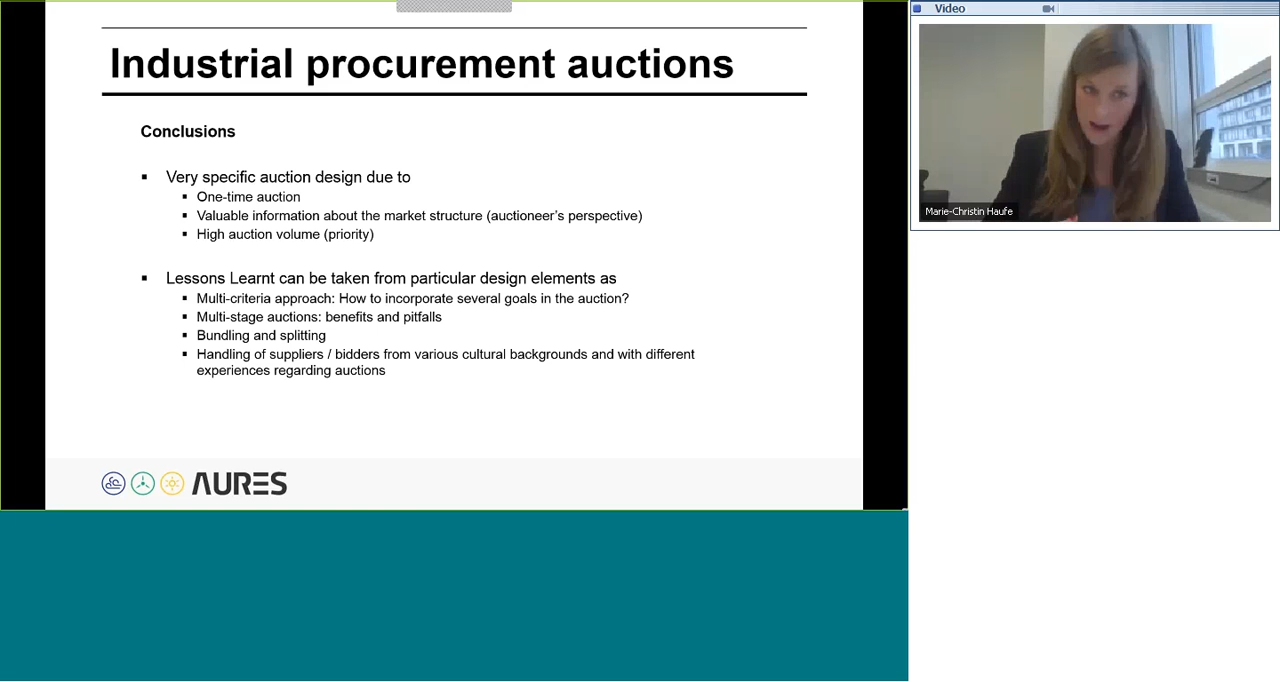 Industrial procurement auctions
Conclusions
▪ Very specific auction design due to
▪ One-time auction
▪ Valuable information about the market structure (auctioneer's perspective)
▪ High auction volume (priority)
▪ Lessons Learnt can be taken from particular design elements as
▪ Multi-criteria approach: How to incorporate several goals in the auction?
▪ Multi-stage auctions: benefits and pitfalls
▪ Bundling and splitting
▪ Handling of suppliers / bidders from various cultural backgrounds and with different
experiences regarding auctions
AURES
Video
Marie-Christin Haufe